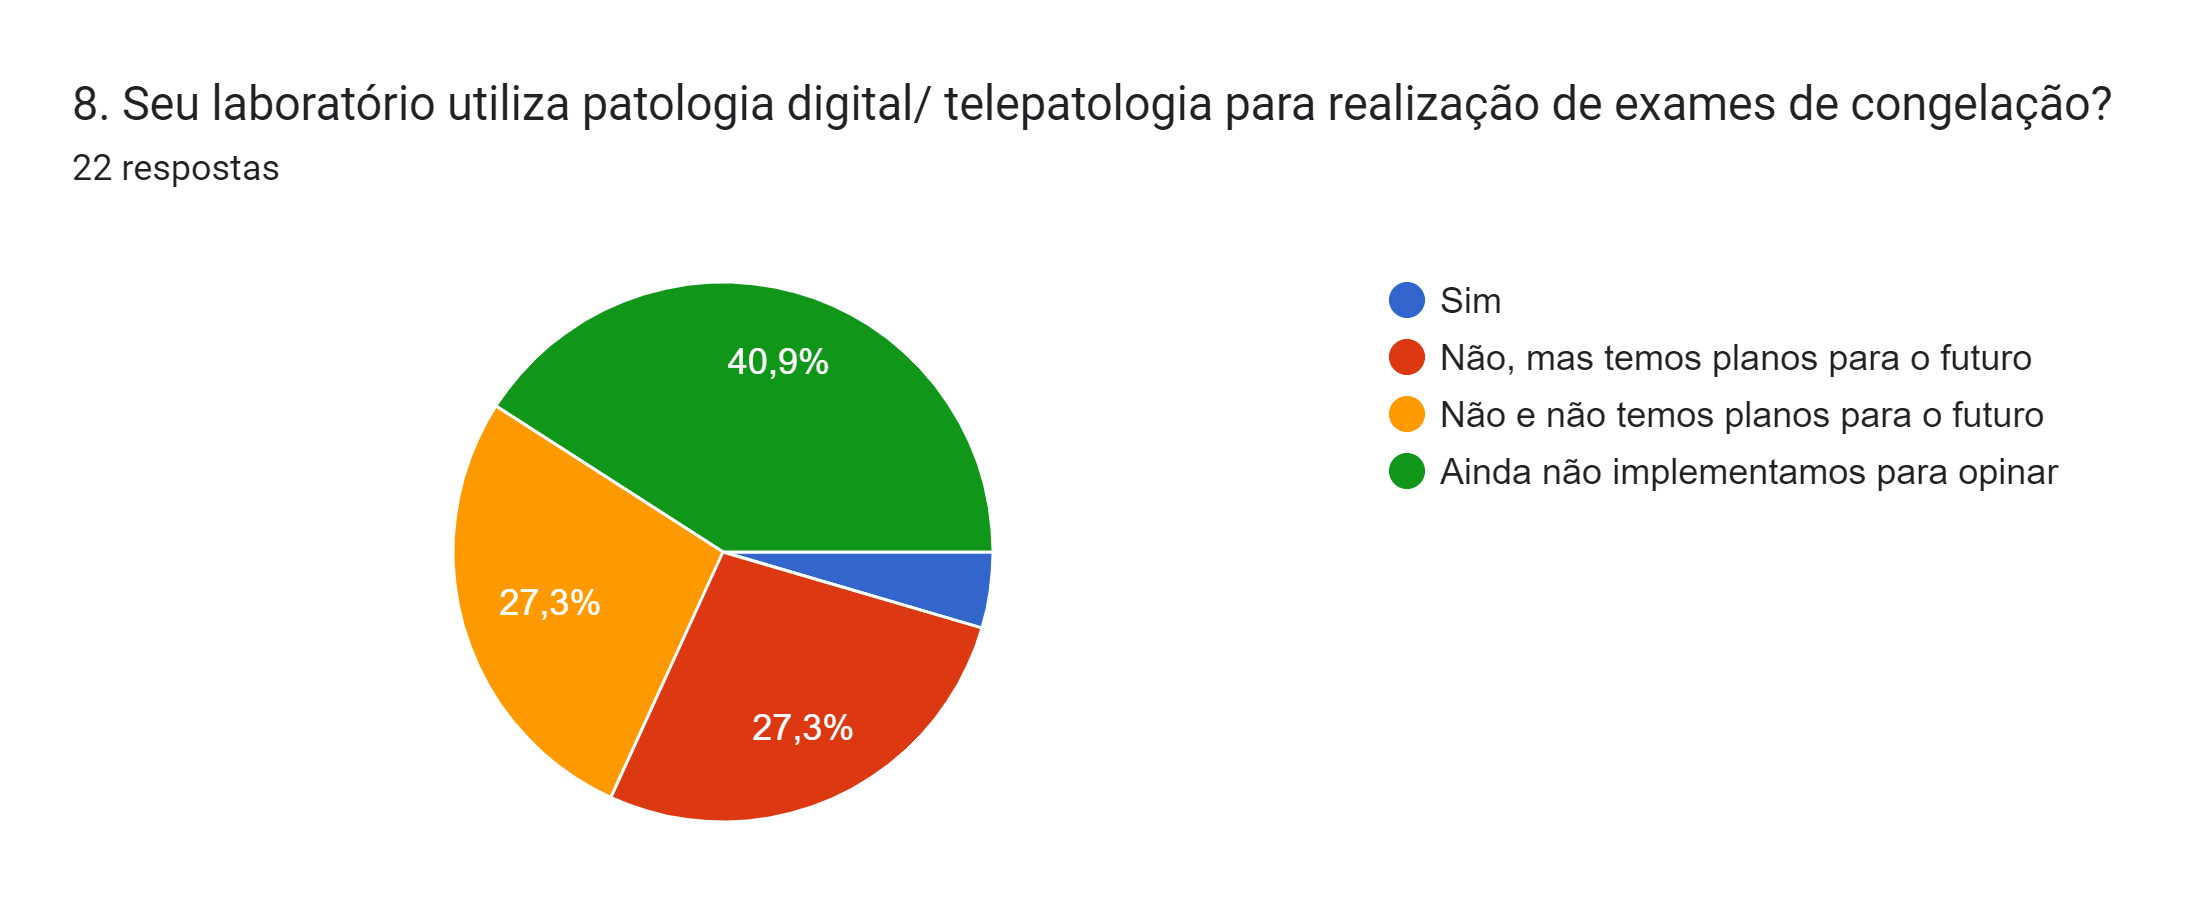 8. Seu laboratório utiliza patologia digital/ telepatologia para realização de exames de congelação?
22 respostas
Sim
Não, mas temos planos para o futuro
Não e não temos planos para o futuro
Ainda não implementamos para opinar
40,9%
27,3%
27,3%